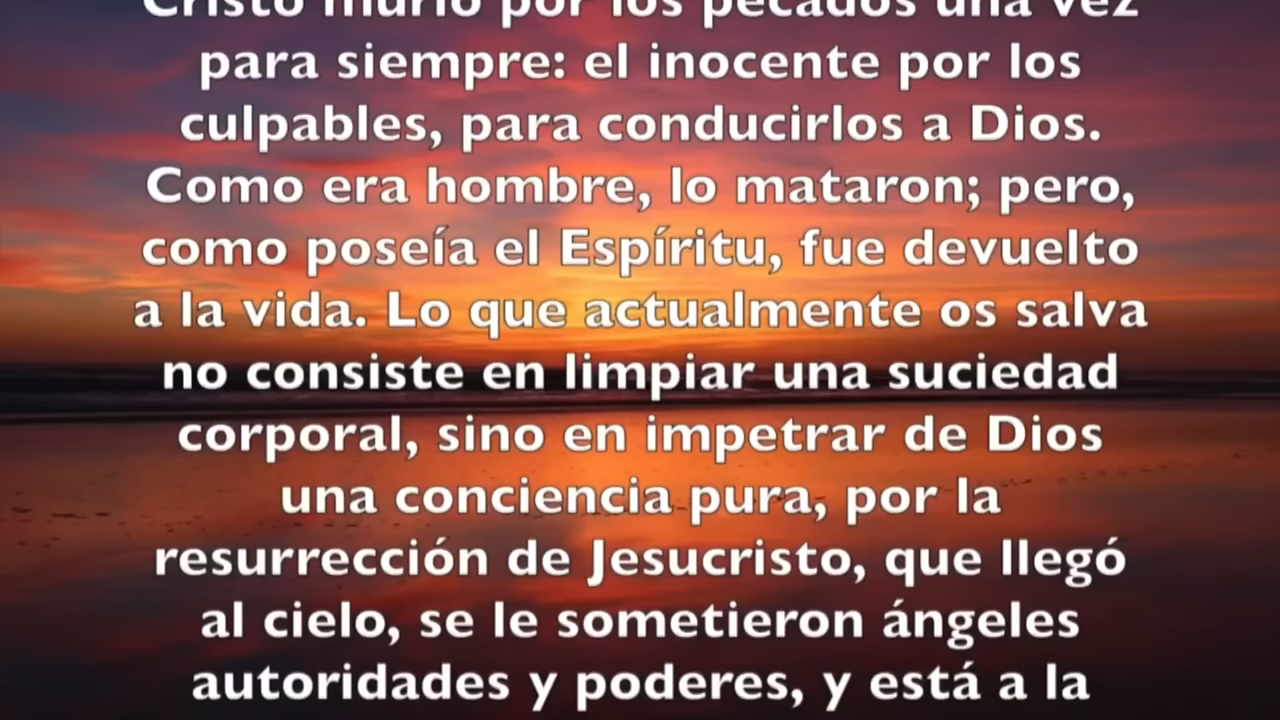 Cristo murió por los pecados una vez
para siempre: el inocente por los
culpables, para conducirlos a Dios.
Como era hombre, lo mataron; pero,
como poseía el Espíritu, fue devuelto
a la vida. Lo que actualmente os salva
no consiste en limpiar una suciedad
corporal, sino en impetrar de Dios
una conciencia pura, por la
resurrección de Jesucristo, que llegó
al cielo, se le sometieron ángeles
autoridades y poderes, y está a la